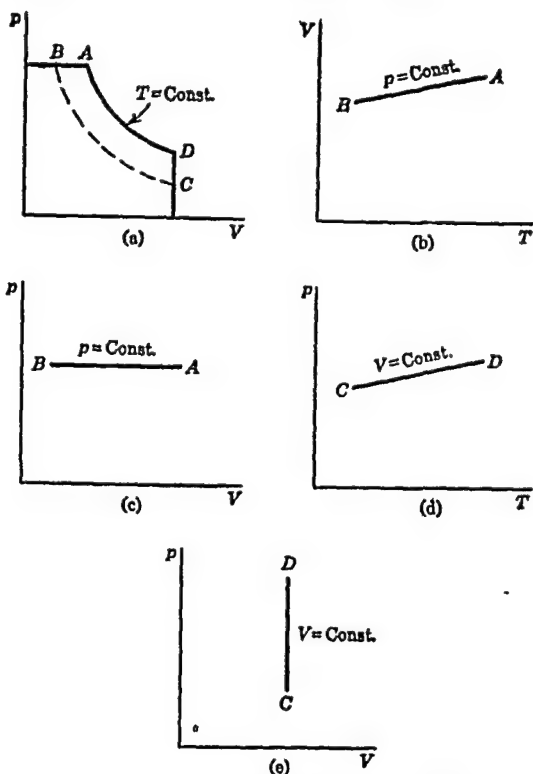 p
B A
T=Const.
D
C
V
(a)
V
p=Const.
A
B
T
(b)
p
p=Const.
B A
V
(c)
p
V=Const.
D
C
T
(d)
p
D
V=Const.
C
V
(e)